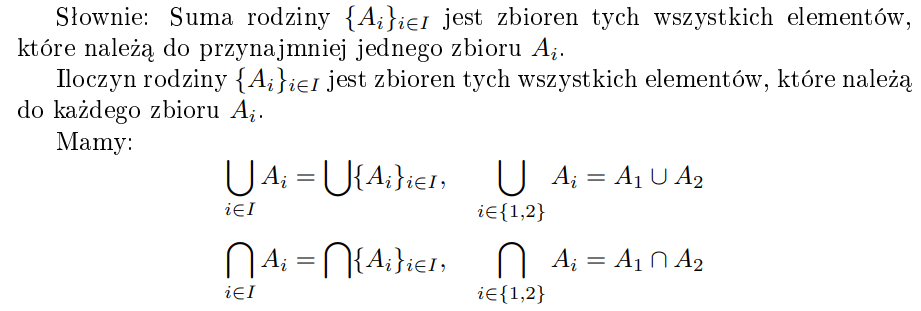 Słownie: Suma rodziny {A_i}_{i∈I} jest zbioren tych wszystkich elementów,
które należą do przynajmniej jednego zbioru A_i.
Iloczyn rodziny {A_i}_{i∈I} jest zbioren tych wszystkich elementów, które należą
do każdego zbioru A_i.
Mamy:
⋃_{i∈I} A_i = ⋃{A_i}_{i∈I}, ⋃_{i∈{1,2}} A_i = A_1 ∪ A_2
⋂_{i∈I} A_i = ⋂{A_i}_{i∈I}, ⋂_{i∈{1,2}} A_i = A_1 ∩ A_2